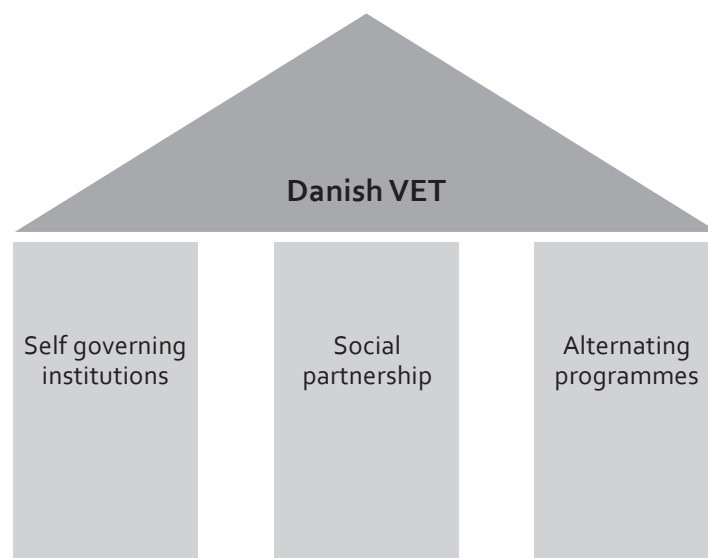 Danish VET
Self governing
institutions
Social
partnership
Alternating
programmes